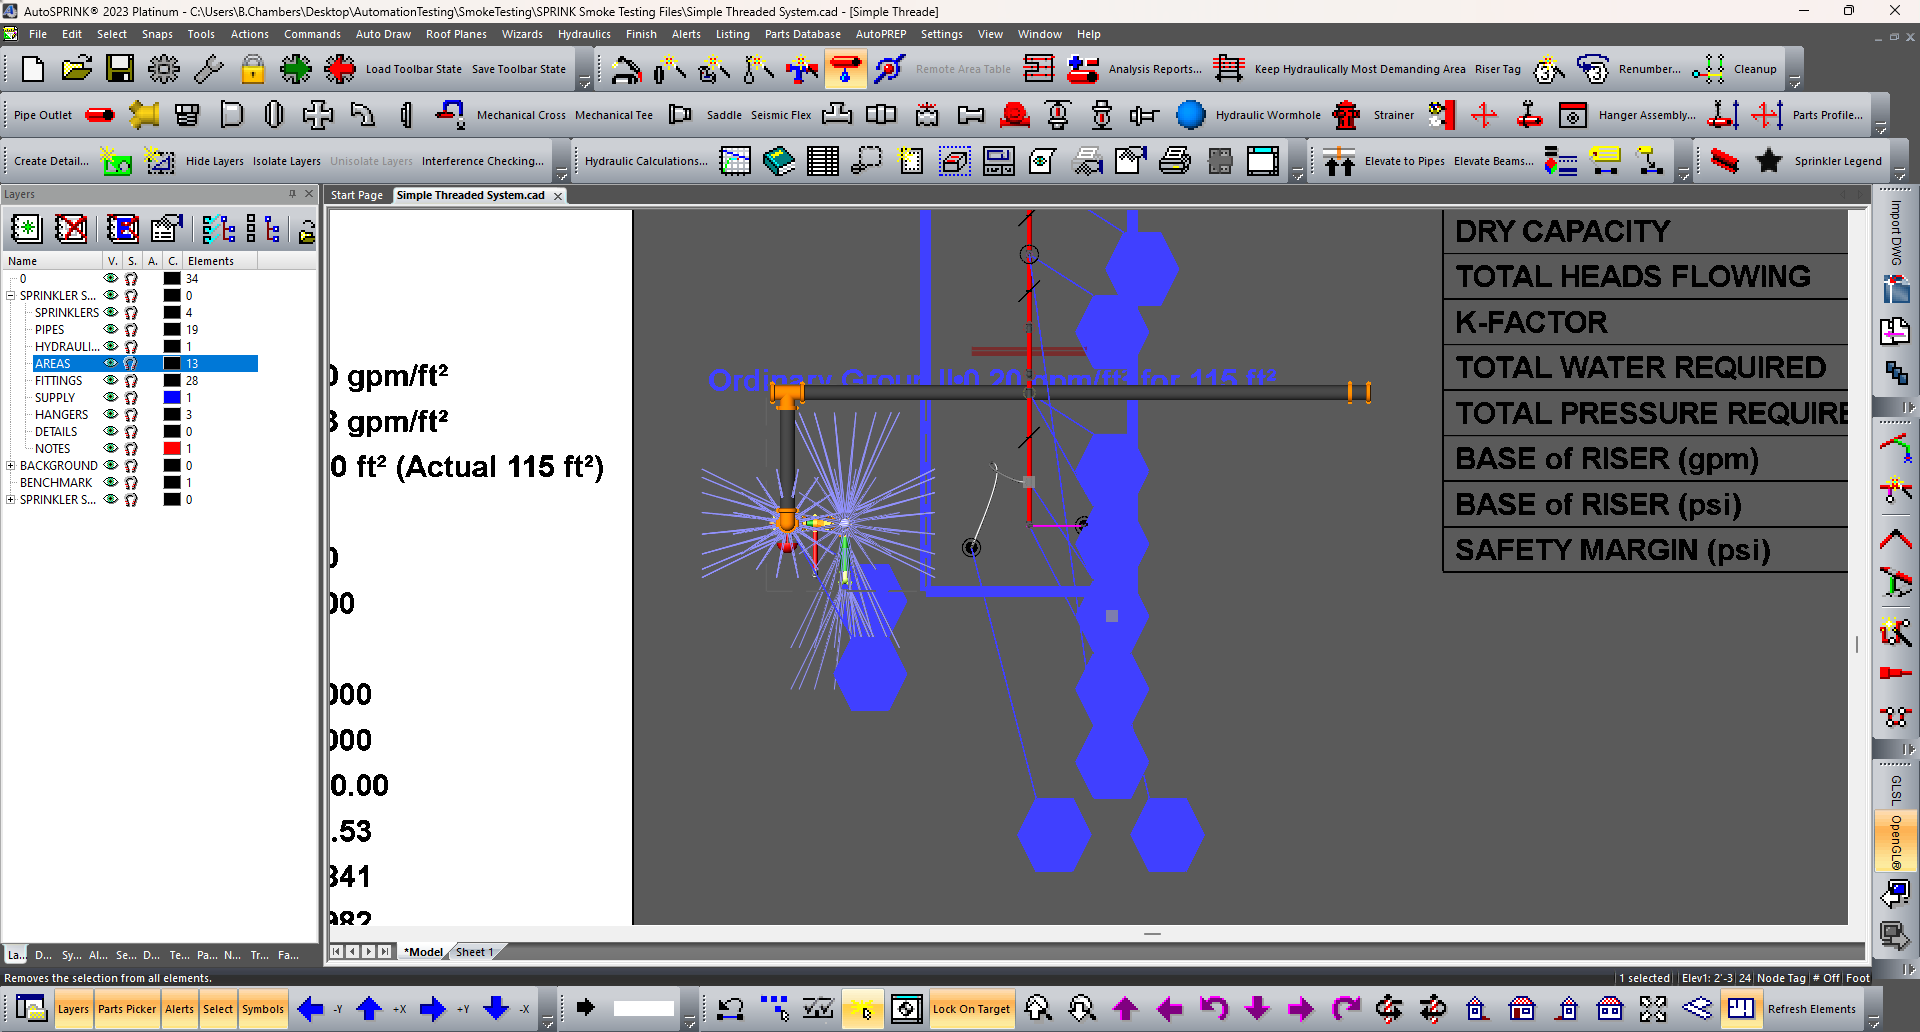 AutoSPRINK® 2023 Platinum - C:\Users\B.Chambers\Desktop\AutomationTesting\SmokeTesting\SPRINK Smoke Testing Files\Simple Threaded System.cad - [Simple Threade]
File Edit Select Snaps Tools Actions Commands Auto Draw Roof Planes Wizards Hydraulics Finish Alerts Listing Parts Database AutoPREP Settings View Window Help
Load Toolbar State Save Toolbar State Remote Area Table Analysis Reports... Keep Hydraulically Most Demanding Area Riser Tag Renumber... Cleanup
Pipe Outlet Mechanical Cross Mechanical Tee Saddle Seismic Flex Hydraulic Wormhole Strainer Hanger Assembly... Parts Profile...
Create Detail... Hide Layers Isolate Layers Unisolate Layers Interference Checking... Hydraulic Calculations... Elevate to Pipes Elevate Beams... Sprinkler Legend
Layers
Start Page Simple Threaded System.cad
Name V. S. A. C. Elements
0 34
SPRINKLER S... 0
SPRINKLERS 4
PIPES 19
HYDRAULI... 1
AREAS 13
FITTINGS 28
SUPPLY 1
HANGERS 3
DETAILS 0
NOTES 1
BACKGROUND 0
BENCHMARK 1
SPRINKLER S... 0
La... D... Sy... Al... Se... D... Te... Pa... N... Tr... Fa...
0 gpm/ft²
3 gpm/ft²
0 ft² (Actual 115 ft²)
0
00
000
000
0.00
.53
341
982
Ordinary Group II:0.20 gpm/ft² for 115 ft²
DRY CAPACITY
TOTAL HEADS FLOWING
K-FACTOR
TOTAL WATER REQUIRED
TOTAL PRESSURE REQUIRE
BASE of RISER (gpm)
BASE of RISER (psi)
SAFETY MARGIN (psi)
Import DWG
GLSL
OpenGL®
*Model Sheet 1
Removes the selection from all elements.
1 selected Elev1: 2'-3 24 Node Tag # Off Foot
Layers Parts Picker Alerts Select Symbols -Y +X +Y -X Lock On Target Refresh Elements